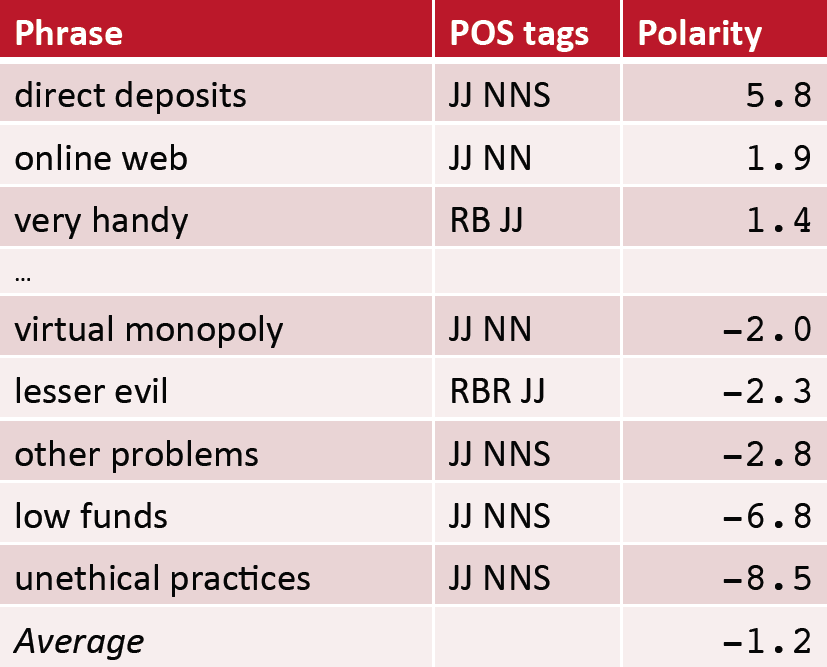 Phrase POS tags Polarity
direct deposits JJ NNS 5.8
online web JJ NN 1.9
very handy RB JJ 1.4
…
virtual monopoly JJ NN -2.0
lesser evil RBR JJ -2.3
other problems JJ NNS -2.8
low funds JJ NNS -6.8
unethical practices JJ NNS -8.5
Average -1.2